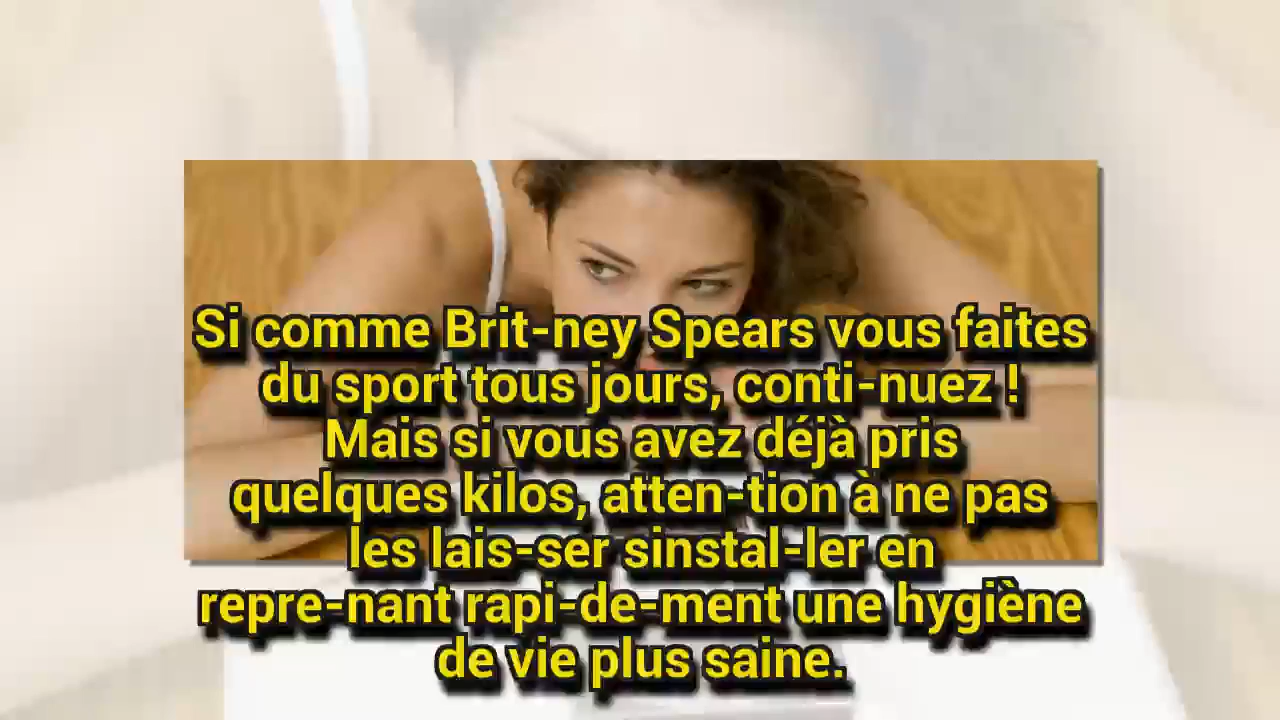 Si comme Brit-ney Spears vous faites
du sport tous jours, conti-nuez !
Mais si vous avez déjà pris
quelques kilos, atten-tion à ne pas
les lais-ser sinstal-ler en
repre-nant rapi-de-ment une hygiène
de vie plus saine.